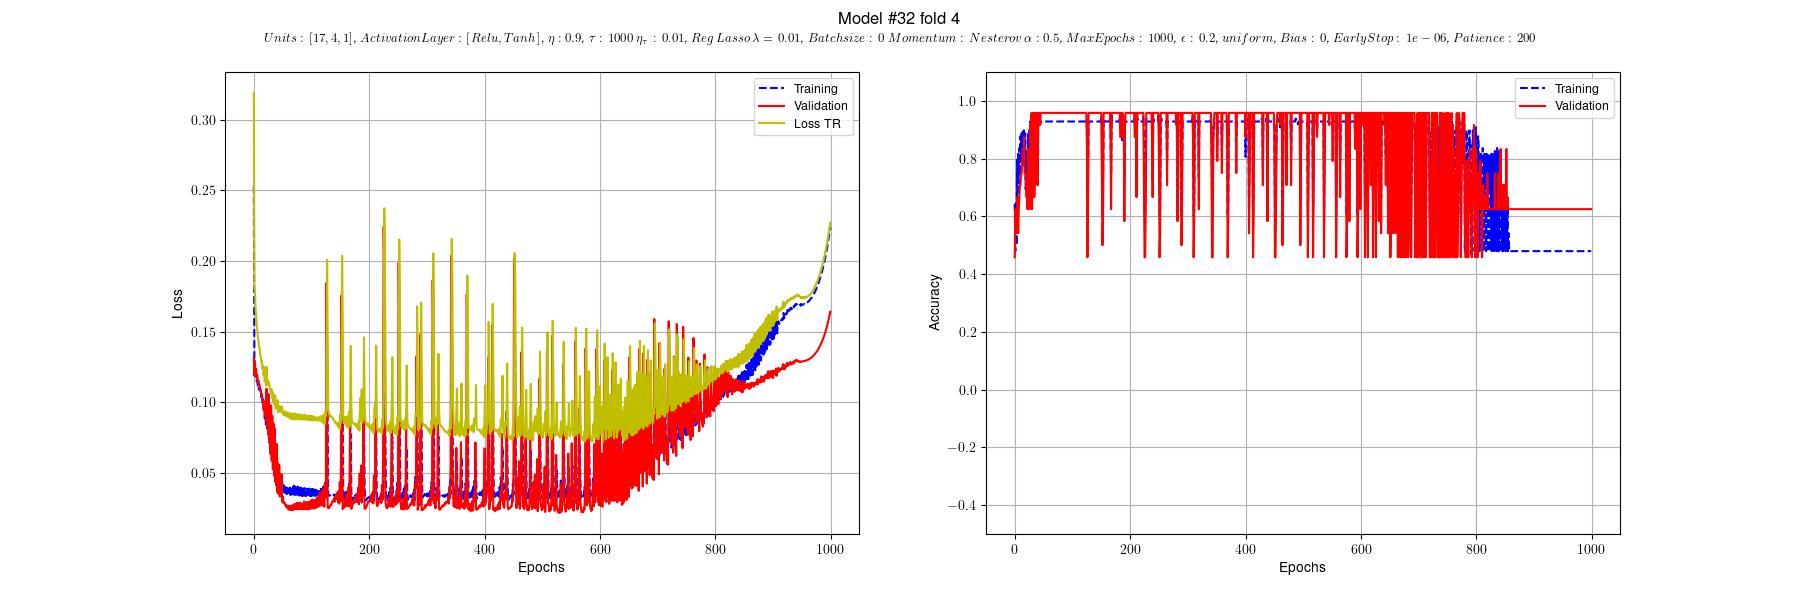 Model #32 fold 4
Units : [17, 4, 1], ActivationLayer : [Relu, Tanh], η : 0.9, τ : 1000 η_τ : 0.01, Reg Lasso λ = 0.01, Batchsize : 0 Momentum : Nesterov α : 0.5, MaxEpochs : 1000, ϵ : 0.2, uniform, Bias : 0, EarlyStop : 1e − 06, Patience : 200
Training
Validation
Loss TR
0.30
0.25
0.20
0.15
0.10
0.05
Loss
0 200 400 600 800 1000
Epochs
Training
Validation
1.0
0.8
0.6
0.4
0.2
0.0
−0.2
−0.4
Accuracy
0 200 400 600 800 1000
Epochs